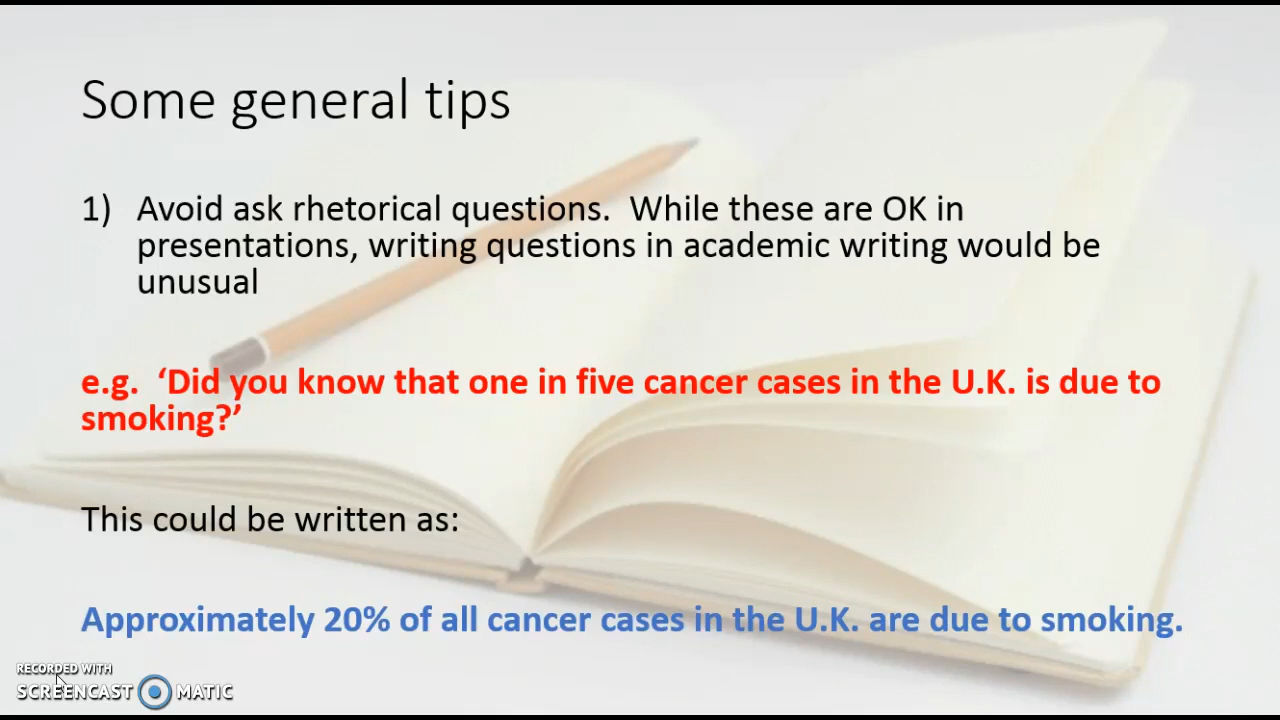 Some general tips
1) Avoid ask rhetorical questions.  While these are OK in
presentations, writing questions in academic writing would be
unusual
e.g.  ‘Did you know that one in five cancer cases in the U.K. is due to
smoking?’
This could be written as:
Approximately 20% of all cancer cases in the U.K. are due to smoking.
RECORDED WITH
SCREENCAST MATIC